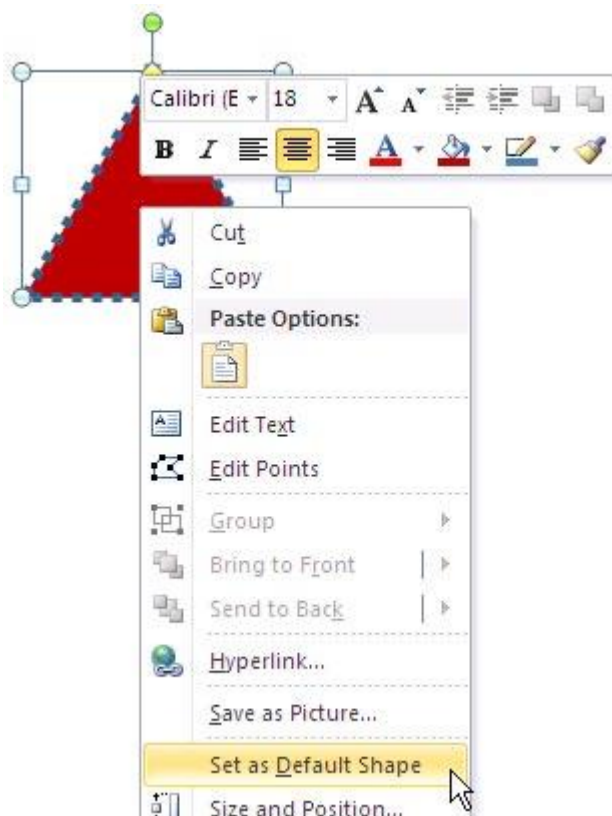 Calibri (E 18 A A
B I A
Cut
Copy
Paste Options:
Edit Text
Edit Points
Group
Bring to Front
Send to Back
Hyperlink...
Save as Picture...
Set as Default Shape
Size and Position...